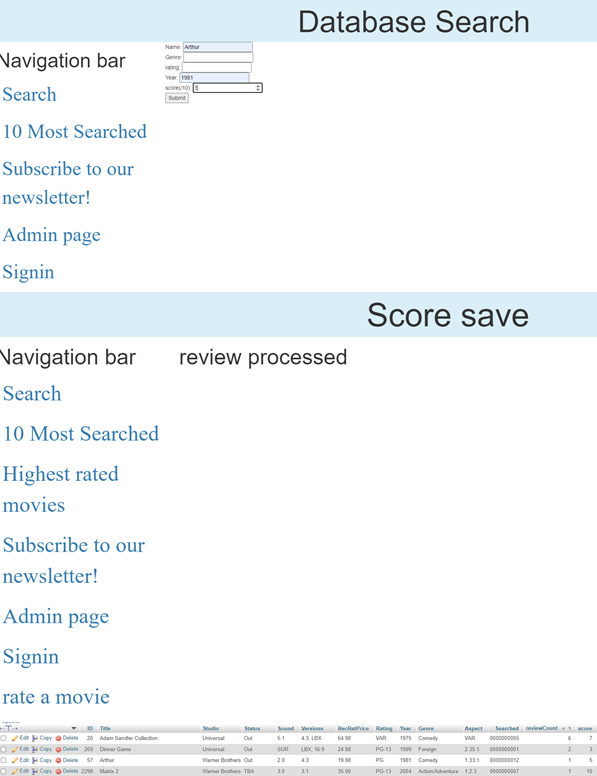 Database Search
Navigation bar
Name: Arthur
Genre:
rating:
Year: 1981
score(/10): 5
Submit
Search
10 Most Searched
Subscribe to our
newsletter!
Admin page
Signin
Score save
Navigation bar
review processed
Search
10 Most Searched
Highest rated
movies
Subscribe to our
newsletter!
Admin page
Signin
rate a movie
ID Title Studio Status Sound Versions RecRetPrice Rating Year Genre Aspect Searched reviewCount 1 score
Edit Copy Delete 20 Adam Sandler Collection Universal Out 5.1 4:3, LBX 64.98 VAR 1975 Comedy VAR 0000000005 6 7
Edit Copy Delete 269 Dinner Game Universal Out SUR LBX, 16:9 24.98 PG-13 1999 Foreign 2.35:1 0000000001 2 3
Edit Copy Delete 57 Arthur Warner Brothers Out 2.0 4:3 19.98 PG 1981 Comedy 1.33:1 0000000012 1 5
Edit Copy Delete 2298 Matrix 2 Warner Brothers TBA 3.0 3.1 35.90 PG-13 2004 Action/Adventure 1.2.3 0000000007 1 10